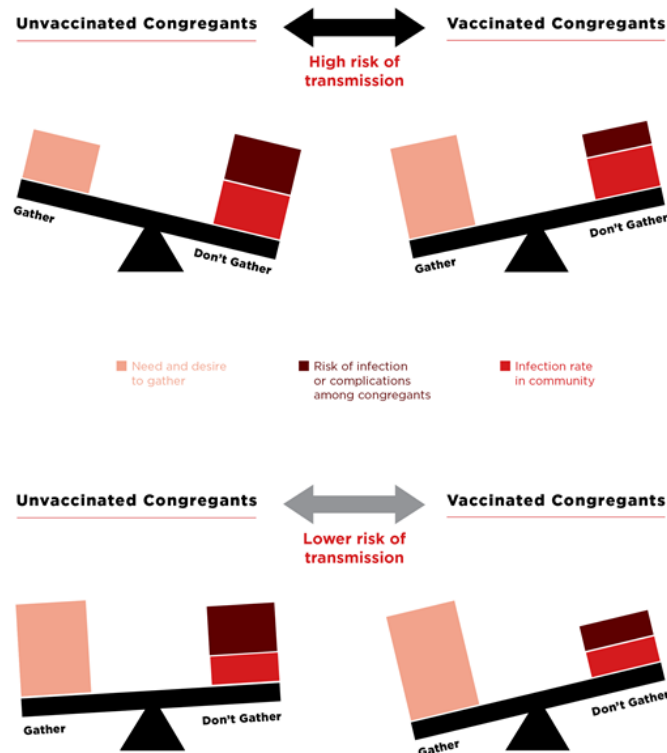 Unvaccinated Congregants
Vaccinated Congregants
High risk of
transmission
Gather
Don't Gather
Gather
Don't Gather
Need and desire
to gather
Risk of infection
or complications
among congregants
Infection rate
in community
Unvaccinated Congregants
Vaccinated Congregants
Lower risk of
transmission
Gather
Don't Gather
Gather
Don't Gather